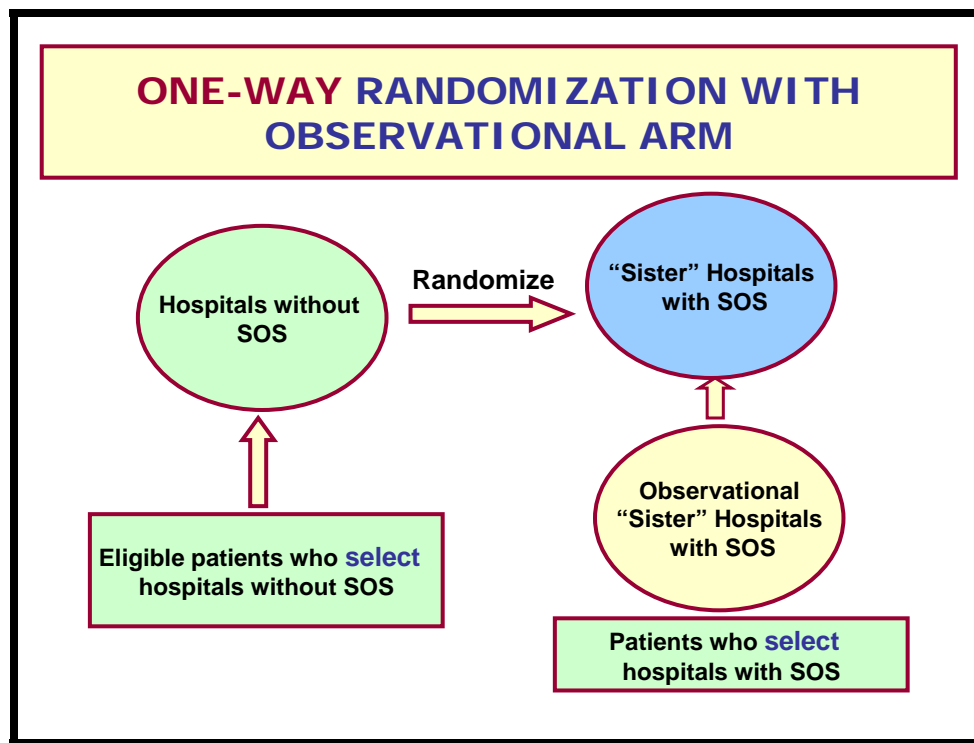 ONE-WAY RANDOMIZATION WITH
OBSERVATIONAL ARM
Hospitals without
SOS
Randomize
“Sister” Hospitals
with SOS
Eligible patients who select
hospitals without SOS
Observational
“Sister” Hospitals
with SOS
Patients who select
hospitals with SOS